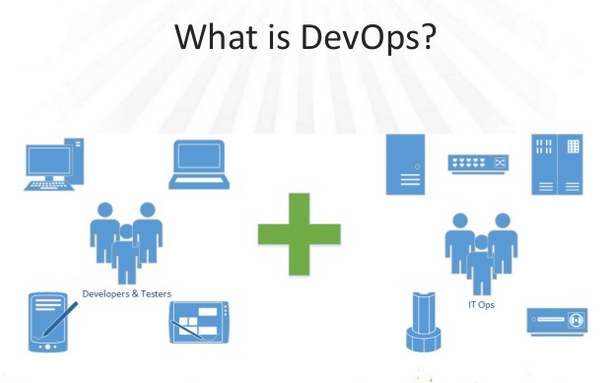 What is DevOps?
Developers & Testers
IT Ops